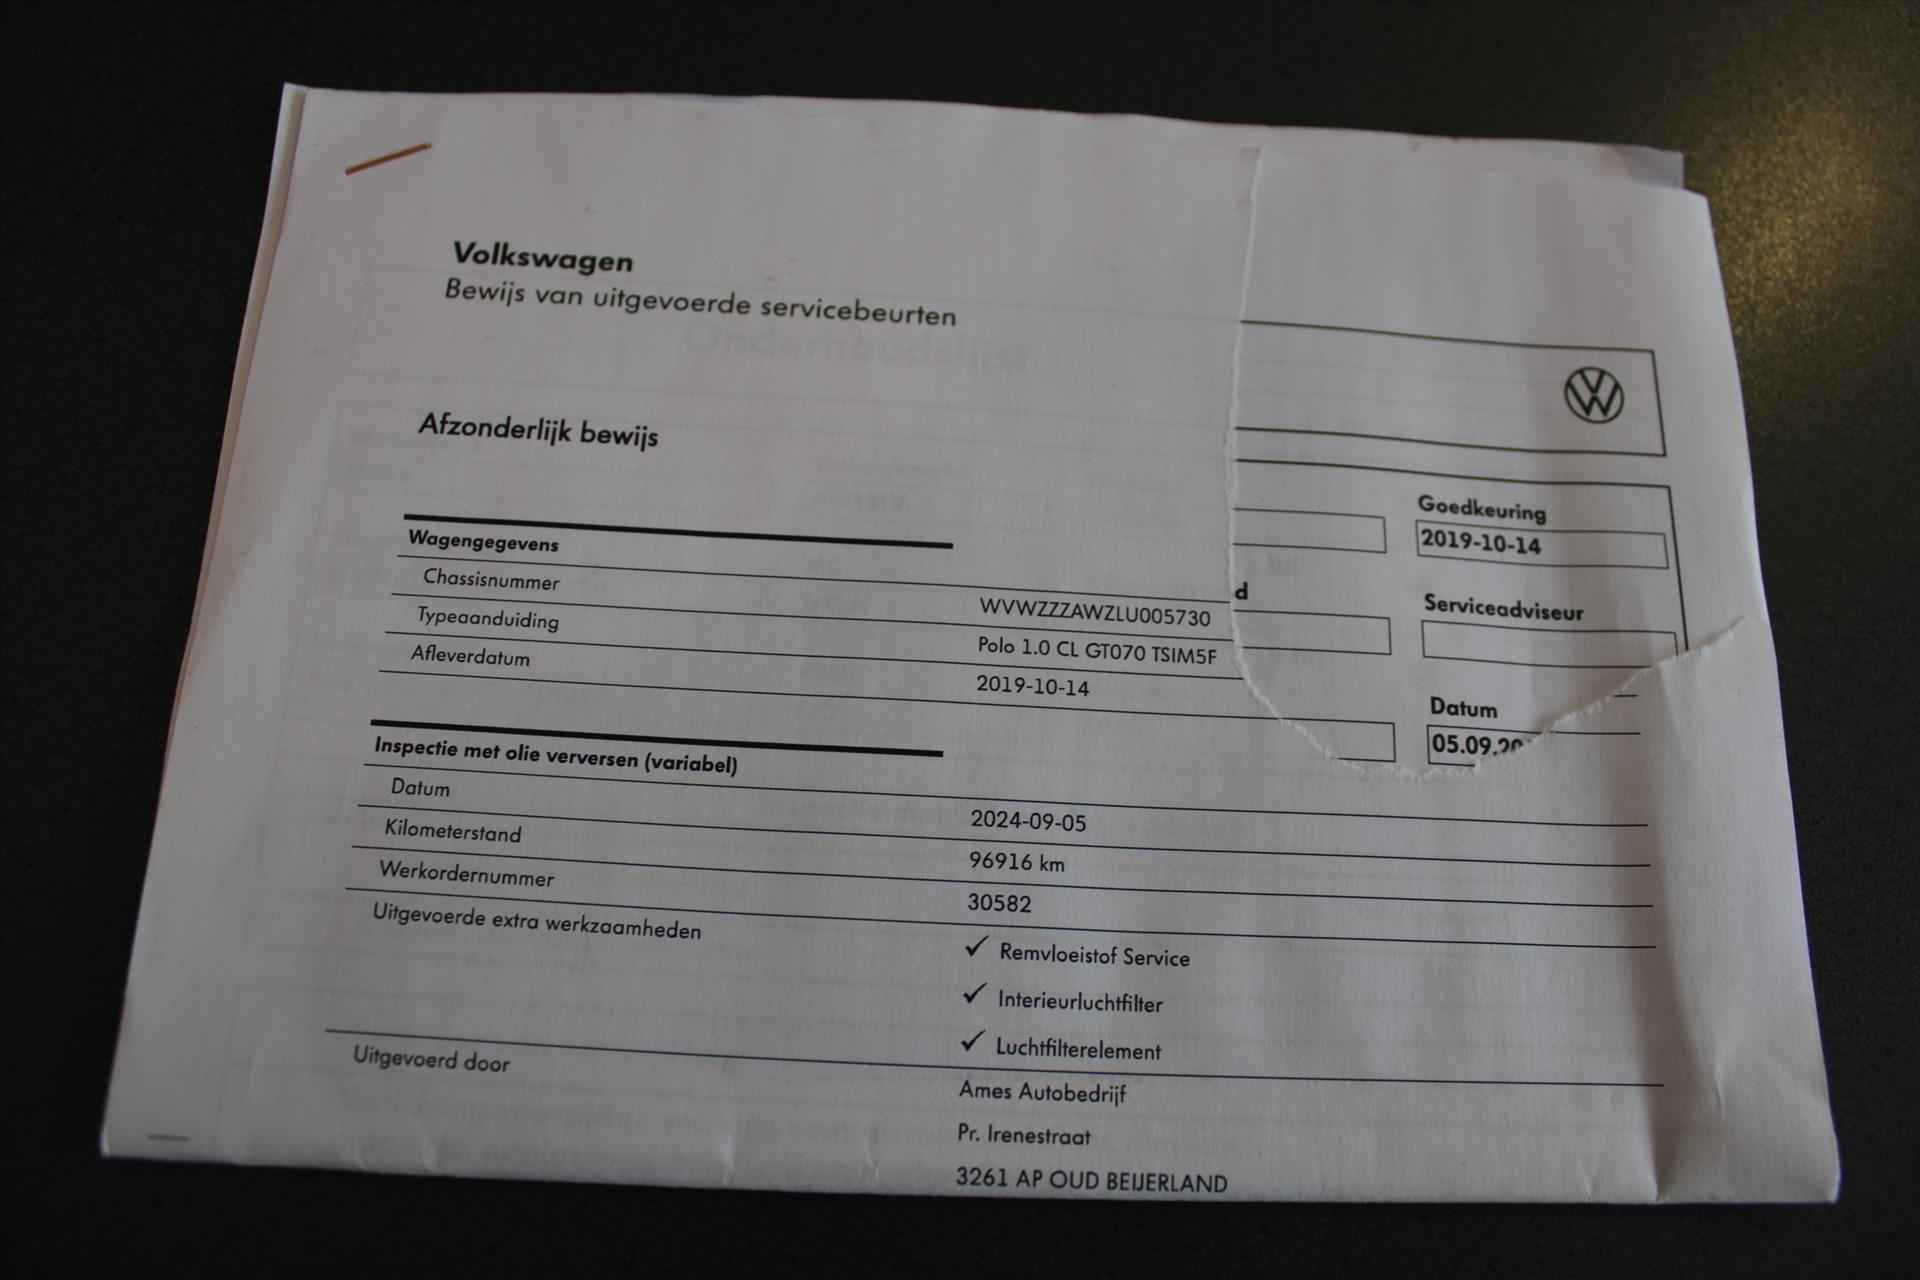 Volkswagen
Bewijs van uitgevoerde servicebeurten
Afzonderlijk bewijs
Wagengegevens
Chassisnummer WVWZZZAWZLU005730
Typeaanduiding Polo 1.0 CL GT070 TSIM5F
Afleverdatum 2019-10-14
Inspectie met olie verversen (variabel)
Datum 2024-09-05
Kilometerstand 96916 km
Werkordernummer 30582
Uitgevoerde extra werkzaamheden ✓ Remvloeistof Service
✓ Interieurluchtfilter
✓ Luchtfilterelement
Uitgevoerd door Ames Autobedrijf
Pr. Irenestraat
3261 AP OUD BEIJERLAND
Goedkeuring
2019-10-14
d
Serviceadviseur
Datum
05.09.20